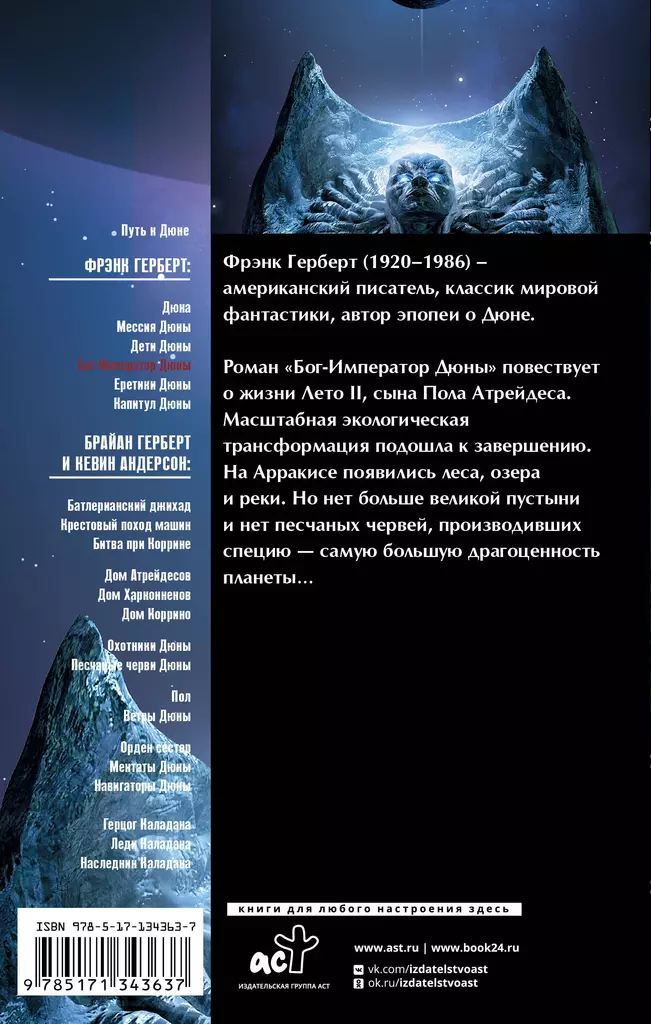 Путь к Дюне
ФРЭНК ГЕРБЕРТ:
Дюна
Мессия Дюны
Дети Дюны
Бог-Император Дюны
Еретики Дюны
Капитул Дюны
БРАЙАН ГЕРБЕРТ
И КЕВИН АНДЕРСОН:
Батлерианский джихад
Крестовый поход машин
Битва при Коррине
Дом Атрейдесов
Дом Харконненов
Дом Коррино
Охотники Дюны
Песчаные черви Дюны
Пол
Ветры Дюны
Орден сестер
Ментаты Дюны
Навигаторы Дюны
Герцог Каладана
Леди Каладана
Наследник Каладана
ISBN 978-5-17-134363-7
9 785171 343637
Фрэнк Герберт (1920–1986) –
американский писатель, классик мировой
фантастики, автор эпопеи о Дюне.
Роман «Бог-Император Дюны» повествует
о жизни Лето II, сына Пола Атрейдеса.
Масштабная экологическая
трансформация подошла к завершению.
На Арракисе появились леса, озера
и реки. Но нет больше великой пустыни
и нет песчаных червей, производивших
специю — самую большую драгоценность
планеты...
книги для любого настроения здесь
аст
ИЗДАТЕЛЬСКАЯ ГРУППА АСТ
www.ast.ru | www.book24.ru
vk.com/izdatelstvoast
ok.ru/izdatelstvoast